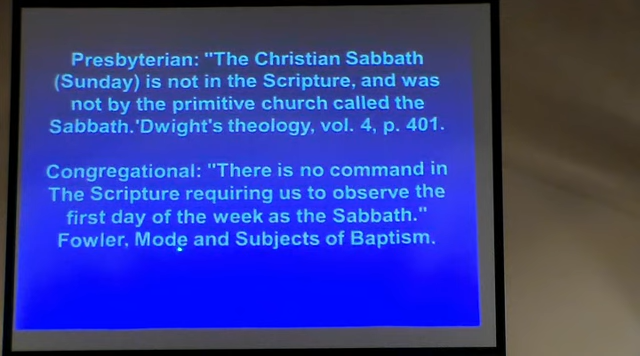 Presbyterian: "The Christian Sabbath
(Sunday) is not in the Scripture, and was
not by the primitive church called the
Sabbath.'Dwight's theology, vol. 4, p. 401.
Congregational: "There is no command in
The Scripture requiring us to observe the
first day of the week as the Sabbath."
Fowler, Mode and Subjects of Baptism.